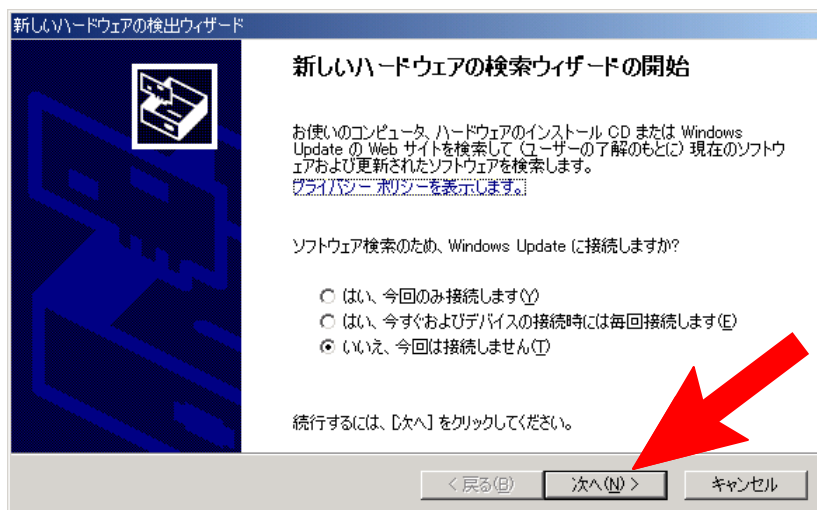 新しいハードウェアの検出ウィザード
新しいハードウェアの検索ウィザードの開始
お使いのコンピュータ、ハードウェアのインストール CD または Windows
Update の Web サイトを検索して (ユーザーの了解のもとに) 現在のソフトウ
ェアおよび更新されたソフトウェアを検索します。
プライバシー ポリシーを表示します。
ソフトウェア検索のため、Windows Update に接続しますか?
はい、今回のみ接続します(Y)
はい、今すぐおよびデバイスの接続時には毎回接続します(E)
いいえ、今回は接続しません(T)
続行するには、[次へ] をクリックしてください。
< 戻る(B)
次へ(N) >
キャンセル